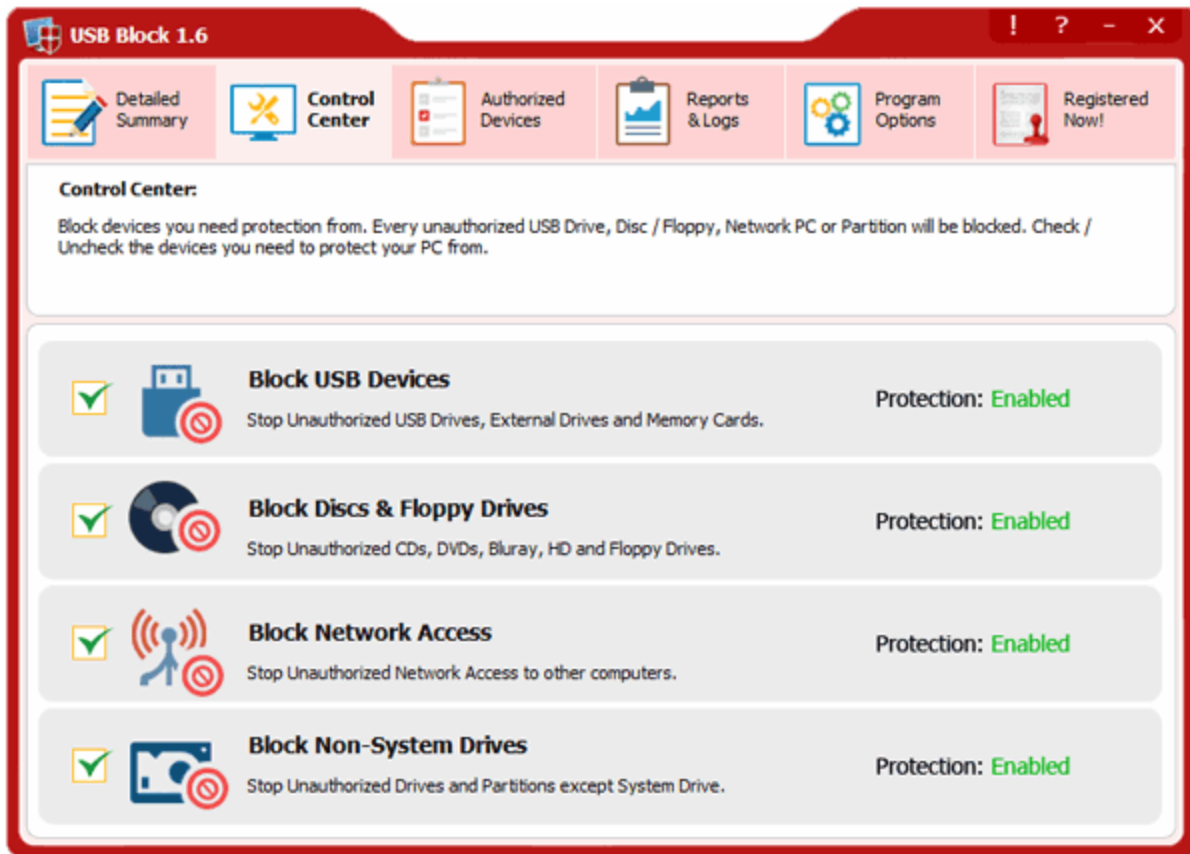 USB Block 1.6
! ? – X
Detailed
Summary
Control
Center
Authorized
Devices
Reports
& Logs
Program
Options
Registered
Now!
Control Center:
Block devices you need protection from. Every unauthorized USB Drive, Disc / Floppy, Network PC or Partition will be blocked. Check /
Uncheck the devices you need to protect your PC from.
Block USB Devices
Stop Unauthorized USB Drives, External Drives and Memory Cards.
Protection: Enabled
Block Discs & Floppy Drives
Stop Unauthorized CDs, DVDs, Bluray, HD and Floppy Drives.
Protection: Enabled
Block Network Access
Stop Unauthorized Network Access to other computers.
Protection: Enabled
Block Non-System Drives
Stop Unauthorized Drives and Partitions except System Drive.
Protection: Enabled